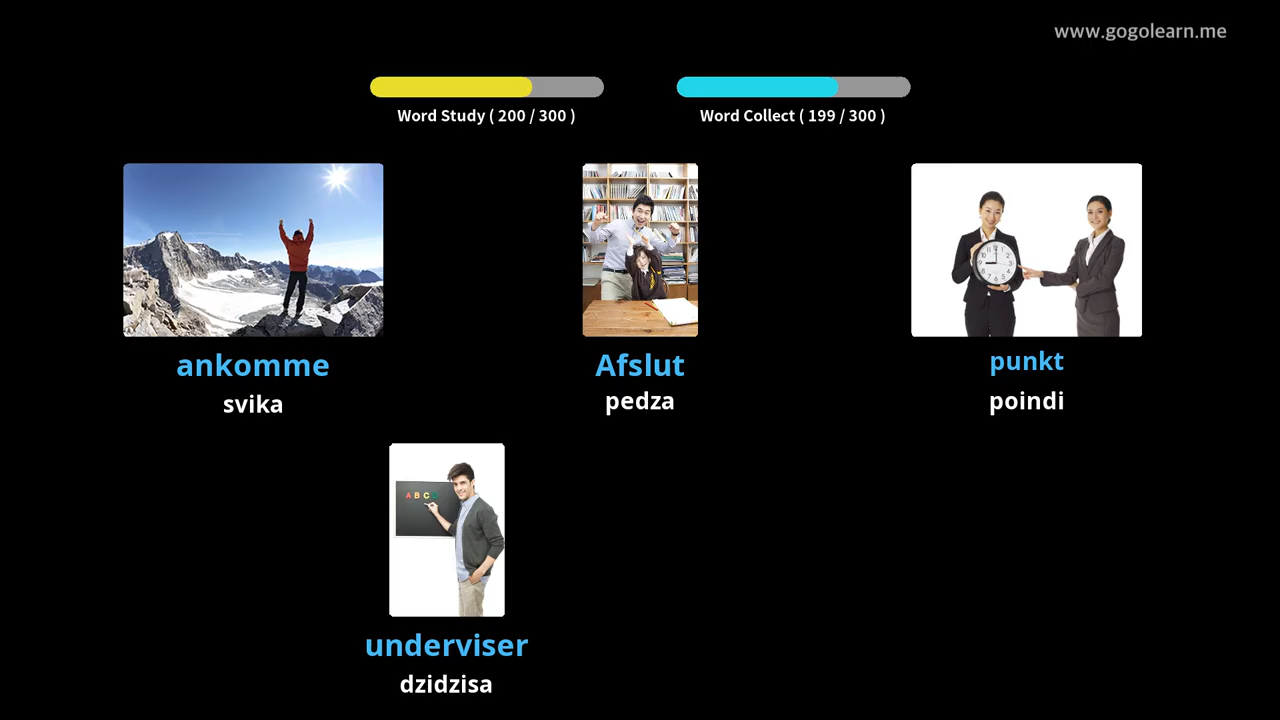 www.gogolearn.me
Word Study ( 200 / 300 )
Word Collect ( 199 / 300 )
ankomme
svika
Afslut
pedza
punkt
poindi
A B C
underviser
dzidzisa